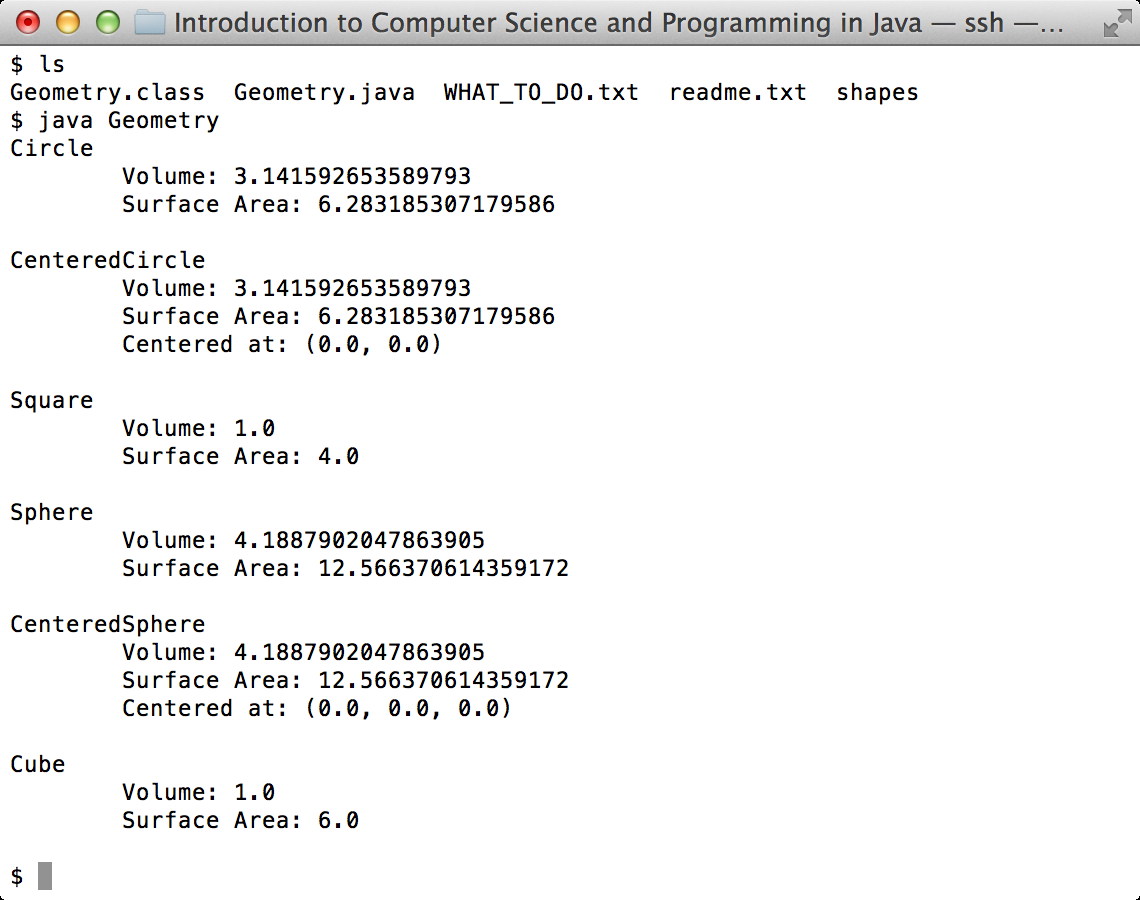 Introduction to Computer Science and Programming in Java — ssh —...
$ ls
Geometry.class  Geometry.java  WHAT_TO_DO.txt  readme.txt  shapes
$ java Geometry
Circle
        Volume: 3.141592653589793
        Surface Area: 6.283185307179586
CenteredCircle
        Volume: 3.141592653589793
        Surface Area: 6.283185307179586
        Centered at: (0.0, 0.0)
Square
        Volume: 1.0
        Surface Area: 4.0
Sphere
        Volume: 4.1887902047863905
        Surface Area: 12.566370614359172
CenteredSphere
        Volume: 4.1887902047863905
        Surface Area: 12.566370614359172
        Centered at: (0.0, 0.0, 0.0)
Cube
        Volume: 1.0
        Surface Area: 6.0
$